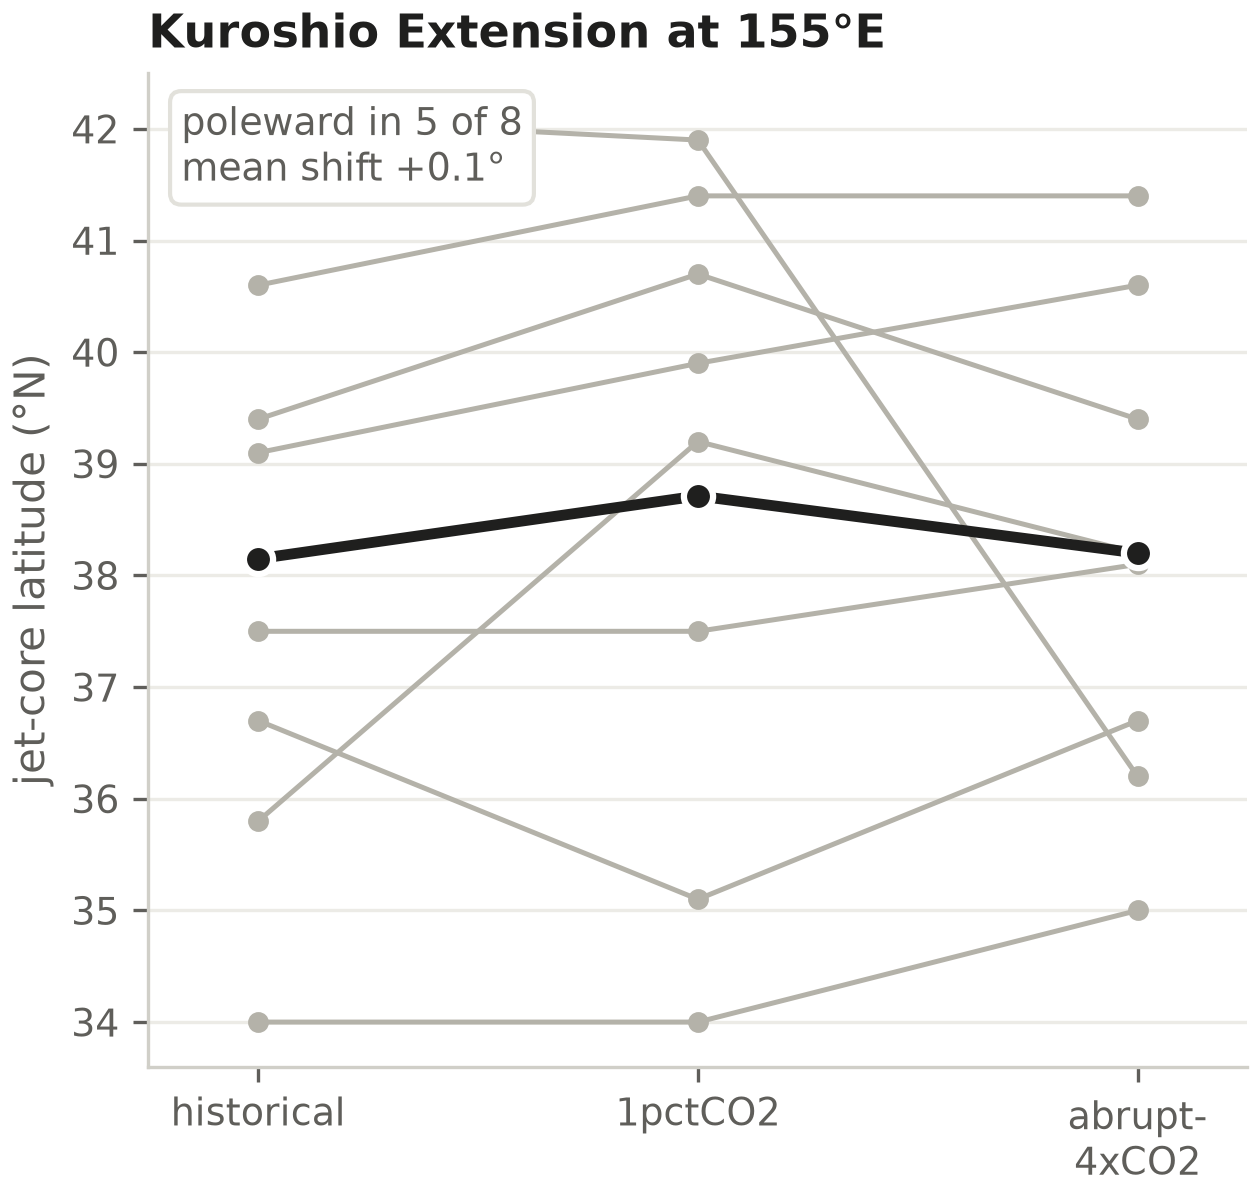 Kuroshio Extension at 155°E
poleward in 5 of 8
mean shift +0.1°
jet-core latitude (°N)
42
41
40
39
38
37
36
35
34
historical
1pctCO2
abrupt-
4xCO2